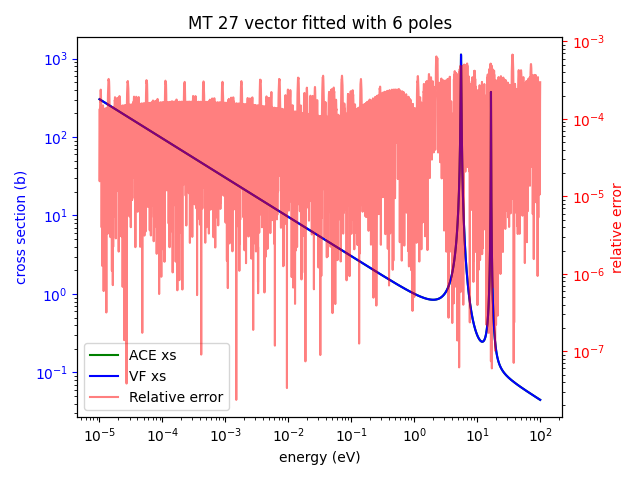 MT 27 vector fitted with 6 poles
cross section (b)
10³
10²
10¹
10⁰
10⁻¹
10⁻³
10⁻⁴
10⁻⁵
10⁻⁶
10⁻⁷
relative error
ACE xs
VF xs
Relative error
10⁻⁵ 10⁻⁴ 10⁻³ 10⁻² 10⁻¹ 10⁰ 10¹ 10²
energy (eV)